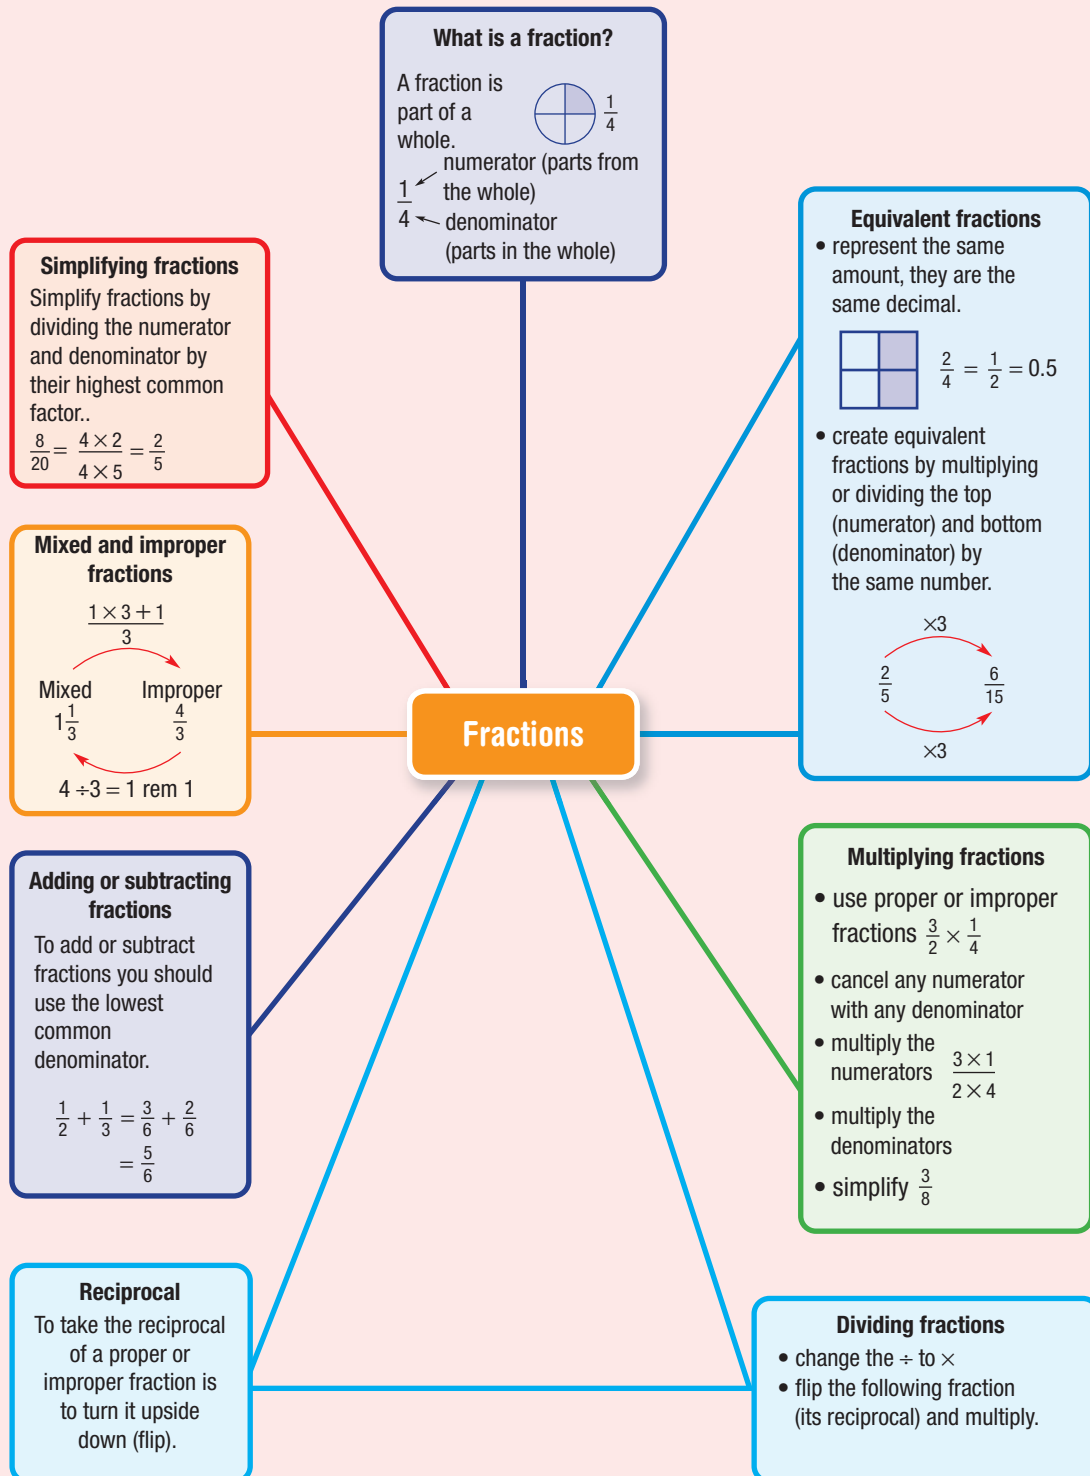 What is a fraction?
A fraction is
part of a
whole.
1/4
numerator (parts from
the whole)
1/4
denominator
(parts in the whole)
Simplifying fractions
Simplify fractions by
dividing the numerator
and denominator by
their highest common
factor..
8/20 = (4 × 2)/(4 × 5) = 2/5
Mixed and improper
fractions
(1 × 3 + 1)/3
Mixed Improper
1 1/3 4/3
4 ÷3 = 1 rem 1
Adding or subtracting
fractions
To add or subtract
fractions you should
use the lowest
common
denominator.
1/2 + 1/3 = 3/6 + 2/6
= 5/6
Reciprocal
To take the reciprocal
of a proper or
improper fraction is
to turn it upside
down (flip).
Fractions
Equivalent fractions
• represent the same
amount, they are the
same decimal.
2/4 = 1/2 = 0.5
• create equivalent
fractions by multiplying
or dividing the top
(numerator) and bottom
(denominator) by
the same number.
×3
2/5 6/15
×3
Multiplying fractions
• use proper or improper
fractions 3/2 × 1/4
• cancel any numerator
with any denominator
• multiply the
numerators (3 × 1)/(2 × 4)
• multiply the
denominators
• simplify 3/8
Dividing fractions
• change the ÷ to ×
• flip the following fraction
(its reciprocal) and multiply.